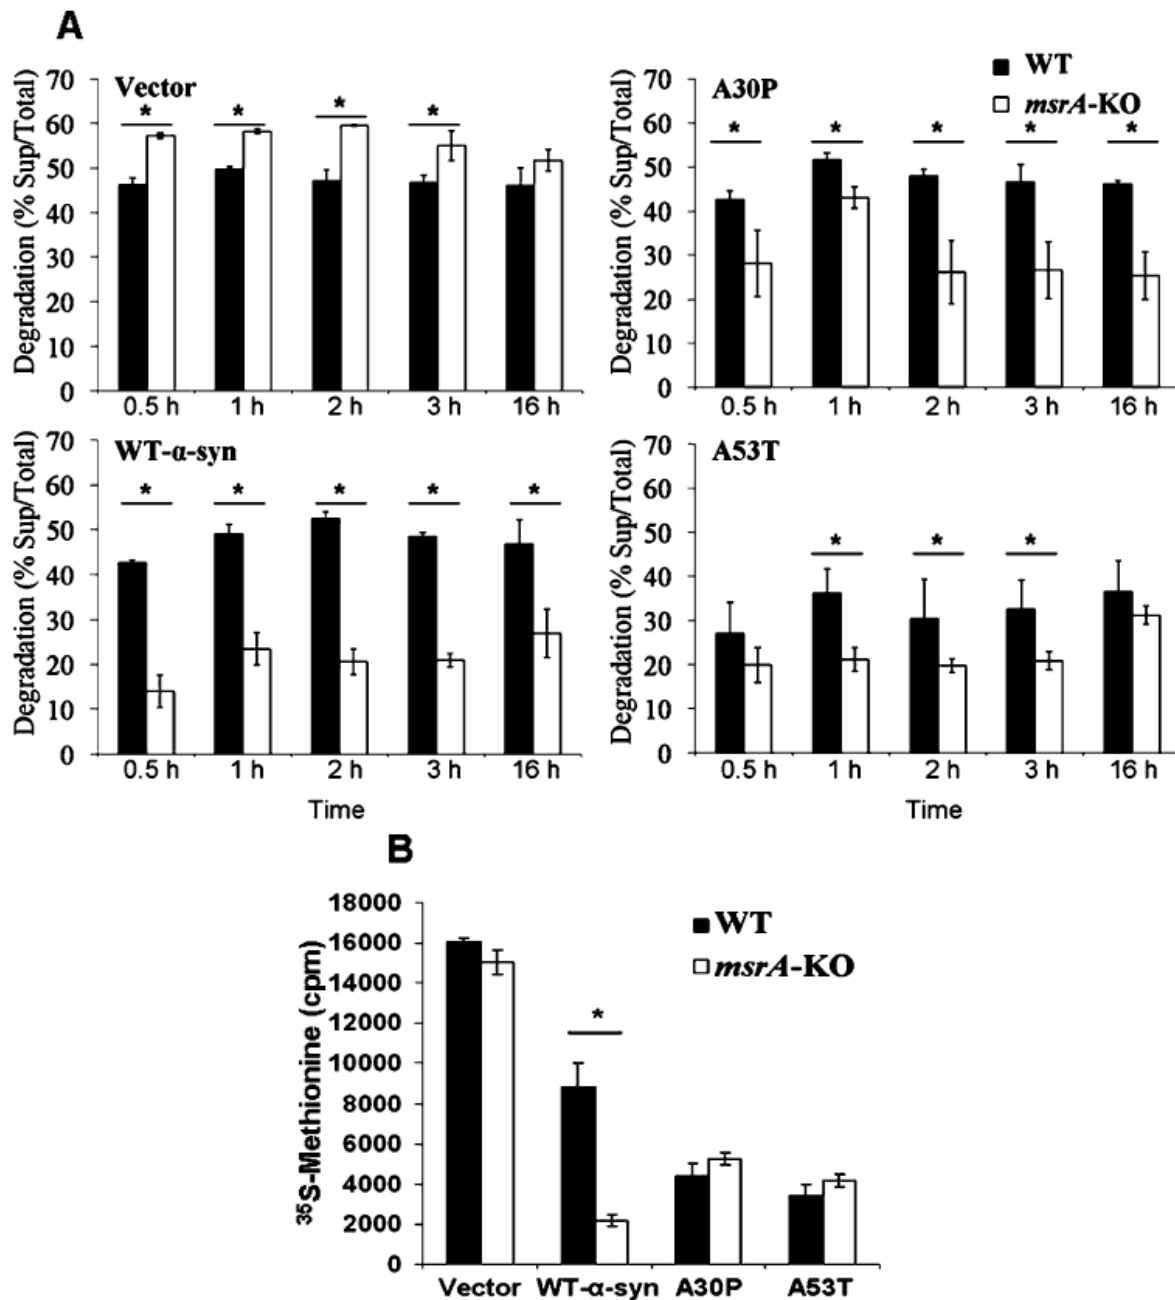 A
Vector
Degradation (% Sup/Total)
70
60
50
40
30
20
10
0
* * * *
0.5 h 1 h 2 h 3 h 16 h
A30P
WT
msrA-KO
Degradation (% Sup/Total)
70
60
50
40
30
20
10
0
* * * * *
0.5 h 1 h 2 h 3 h 16 h
WT-α-syn
Degradation (% Sup/Total)
70
60
50
40
30
20
10
0
* * * * *
0.5 h 1 h 2 h 3 h 16 h
Time
A53T
Degradation (% Sup/Total)
70
60
50
40
30
20
10
0
* * *
0.5 h 1 h 2 h 3 h 16 h
Time
B
³⁵S-Methionine (cpm)
18000
16000
14000
12000
10000
8000
6000
4000
2000
0
WT
msrA-KO
*
Vector WT-α-syn A30P A53T